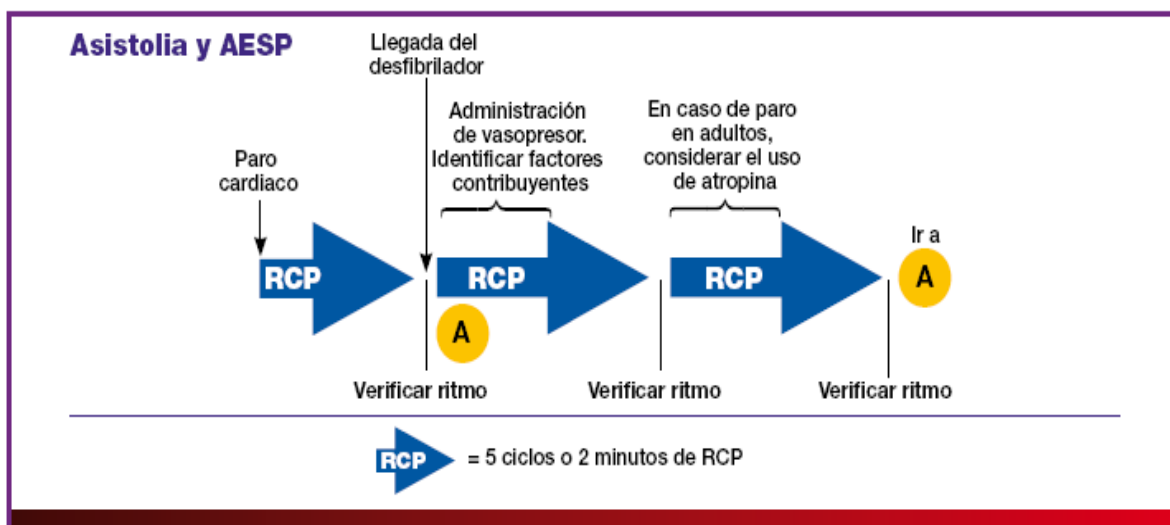 Asistolia y AESP
Llegada del
desfibrilador
Administración
de vasopresor.
Identificar factores
contribuyentes
En caso de paro
en adultos,
considerar el uso
de atropina
Paro
cardiaco
Ir a
A
RCP
RCP
RCP
A
Verificar ritmo
Verificar ritmo
Verificar ritmo
RCP = 5 ciclos o 2 minutos de RCP